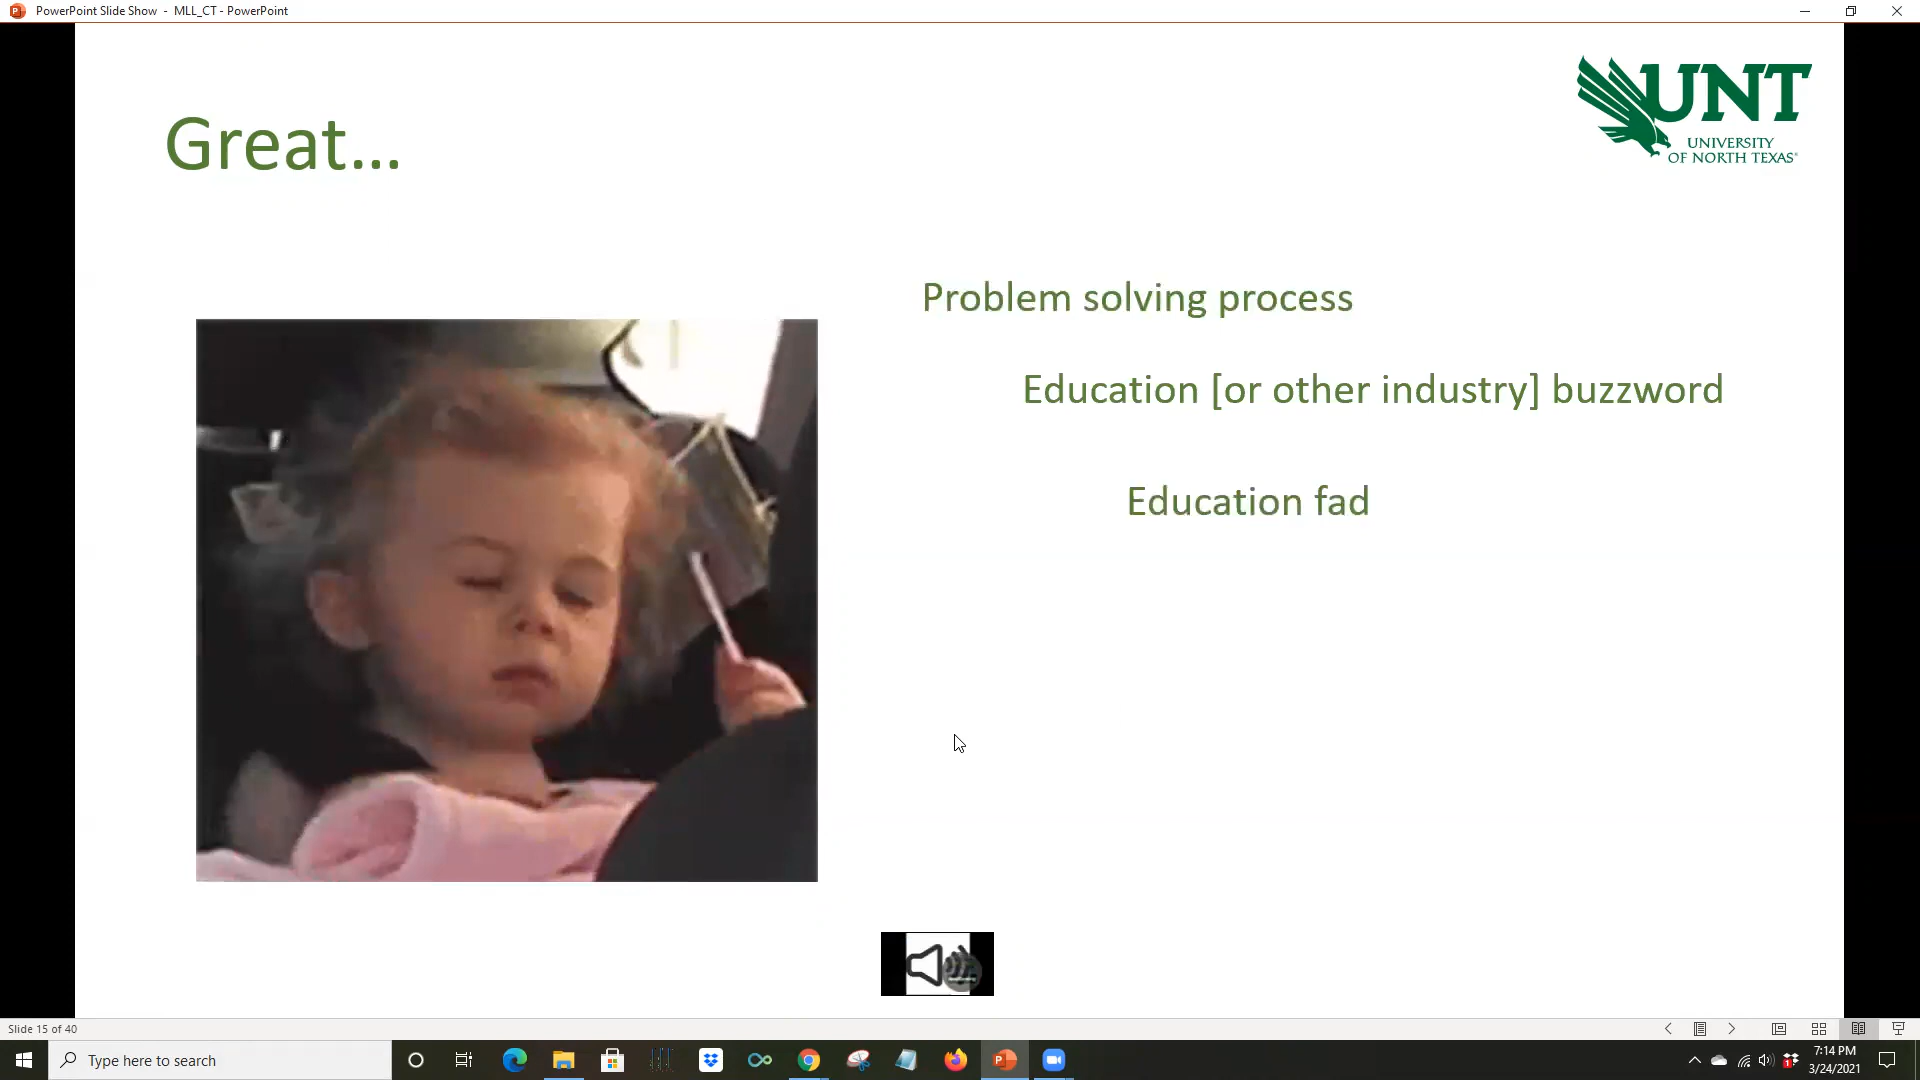 PowerPoint Slide Show - MLL_CT - PowerPoint
UNT
UNIVERSITY
OF NORTH TEXAS®
Great...
Problem solving process
Education [or other industry] buzzword
Education fad
Slide 15 of 40
Type here to search
7:14 PM
3/24/2021